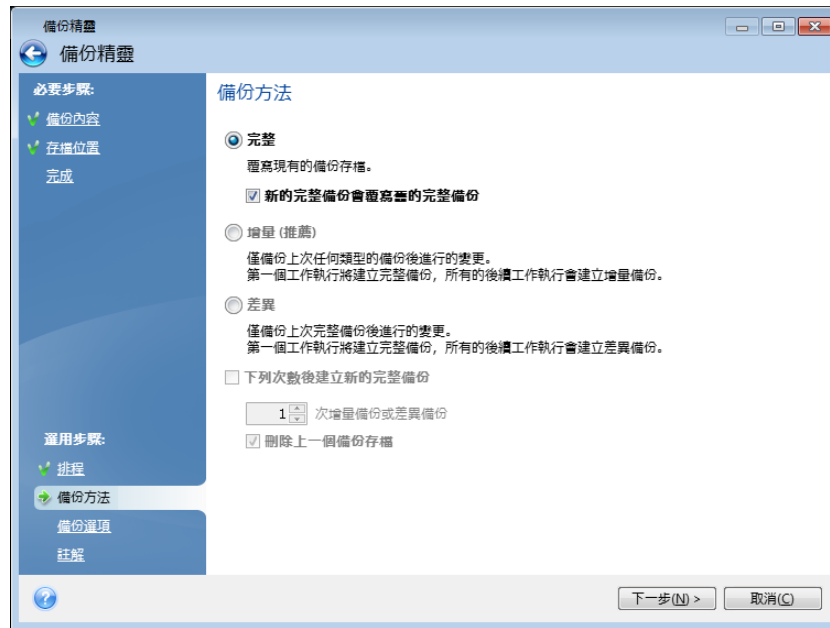 備份精靈
備份精靈
必要步驟:
備份內容
存檔位置
完成
選用步驟:
排程
備份方法
備份選項
註解
備份方法
完整
覆寫現有的備份存檔。
新的完整備份會覆寫舊的完整備份
增量 (推薦)
僅備份上次任何類型的備份後進行的變更。
第一個工作執行將建立完整備份，所有的後續工作執行會建立增量備份。
差異
僅備份上次完整備份後進行的變更。
第一個工作執行將建立完整備份，所有的後續工作執行會建立差異備份。
下列次數後建立新的完整備份
1 次增量備份或差異備份
刪除上一個備份存檔
下一步(N) >
取消(C)